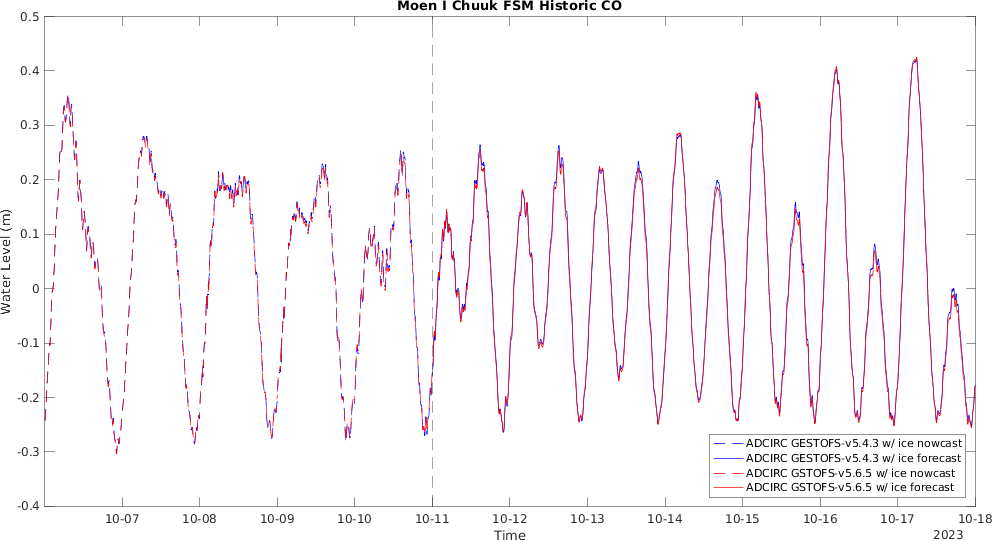 Moen I Chuuk FSM Historic CO
0.5
0.4
0.3
0.2
0.1
0
-0.1
-0.2
-0.3
-0.4
Water Level (m)
ADCIRC GESTOFS-v5.4.3 w/ ice nowcast
ADCIRC GESTOFS-v5.4.3 w/ ice forecast
ADCIRC GSTOFS-v5.6.5 w/ ice nowcast
ADCIRC GSTOFS-v5.6.5 w/ ice forecast
10-07 10-08 10-09 10-10 10-11 10-12 10-13 10-14 10-15 10-16 10-17 10-18
Time
2023